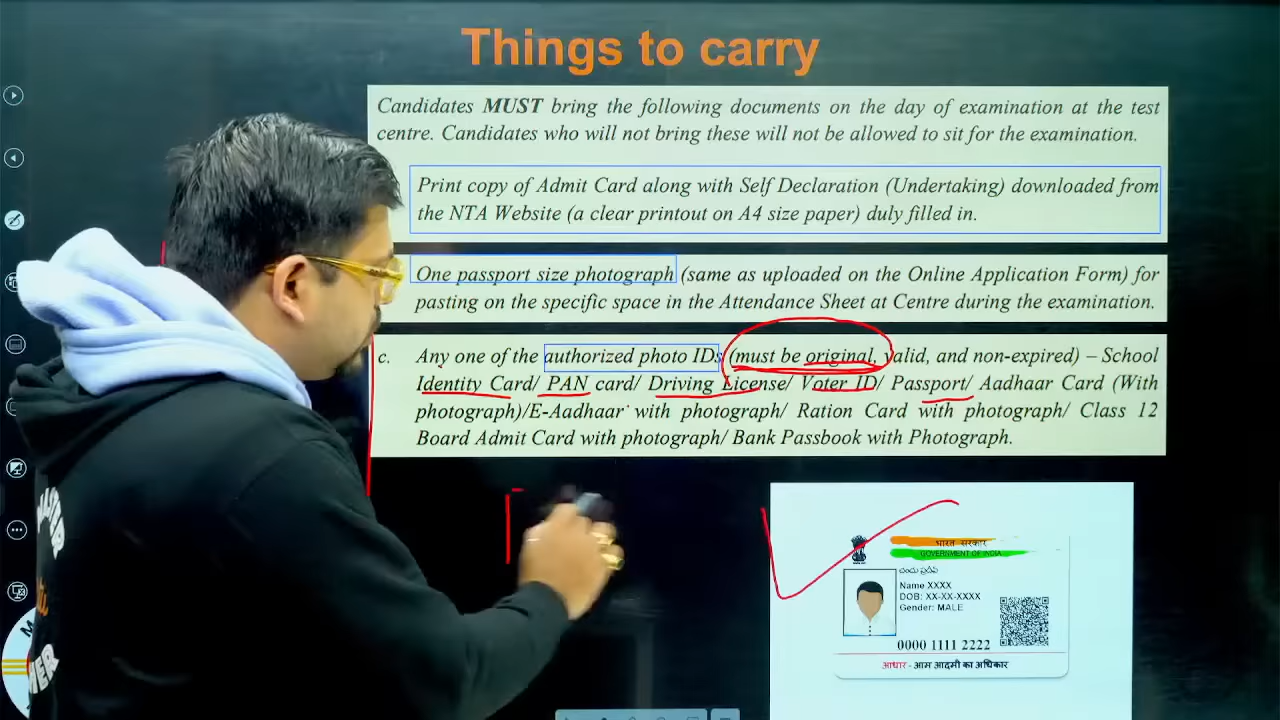 Things to carry
Candidates MUST bring the following documents on the day of examination at the test
centre. Candidates who will not bring these will not be allowed to sit for the examination.
Print copy of Admit Card along with Self Declaration (Undertaking) downloaded from
the NTA Website (a clear printout on A4 size paper) duly filled in.
One passport size photograph (same as uploaded on the Online Application Form) for
pasting on the specific space in the Attendance Sheet at Centre during the examination.
c. Any one of the authorized photo IDs (must be original, valid, and non-expired) – School
Identity Card/ PAN card/ Driving License/ Voter ID/ Passport/ Aadhaar Card (With
photograph)/E-Aadhaar with photograph/ Ration Card with photograph/ Class 12
Board Admit Card with photograph/ Bank Passbook with Photograph.
भारत सरकार
GOVERNMENT OF INDIA
Name XXXX
DOB: XX-XX-XXXX
Gender: MALE
0000 1111 2222
आधार - आम आदमी का अधिकार